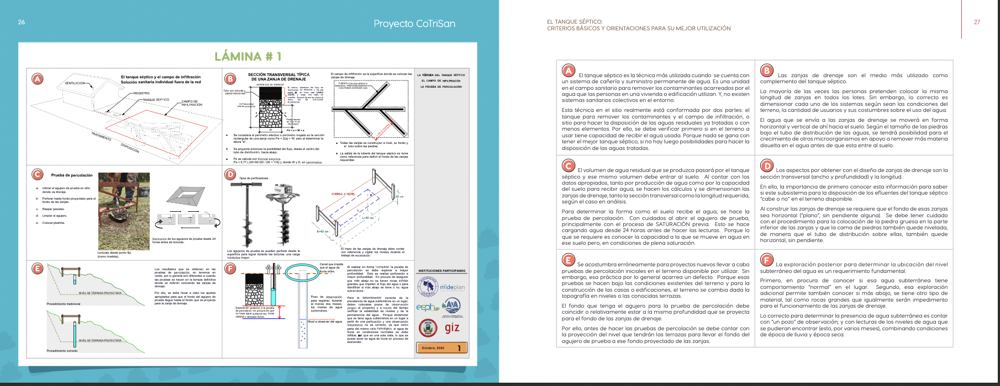 26
Proyecto CoTriSan
LÁMINA # 1
A
El tanque séptico y el campo de infiltración
Solución sanitaria individual fuera de la red
VENTILACIÓN
REGISTRO
TANQUE SÉPTICO
CAMPO DE
INFILTRACIÓN
TRATAMIENTO
DISPOSICIÓN
B
SECCIÓN TRANSVERSAL TÍPICA
DE UNA ZANJA DE DRENAJE
SUPERFICIE DE TERRENO
Tubo con ranuras y
pared interna lisa
H=Profundidad
total de excavación
W
Pe = a + W + a
El campo de infiltración es la superficie donde se colocan las
zanjas de drenaje.
TUBERÍA CON AGUJEROS O
RANURAS, PREFERIBLEMENTE
CON PARED INTERIOR LISA
• Se considera el perímetro efectivo o perímetro mojado en la sección
rectangular de una zanja como Pe = 2(a) + W; esto al determinar la
altura "a".
• Se proyecta entonces la posibilidad del flujo, desde el centro del
tubo de distribución, hacia abajo.
• Pe se calcula con fórmula empírica.
Pe = 0,77 ( (W+56+2D / (W + 116) ); donde W y D, en centímetros.
• Todas las zanjas se construyen a nivel, su fondo y
el tubo sobre las piedras.
• La salida de la tubería del tanque séptico se toma
como referencia para definir el fondo de las zanjas
requeridas
LA TÉCNICA DEL TANQUE SÉPTICO
EL CAMPO DE INFILTRACIÓN
LA PRUEBA DE PERCOLACIÓN
C
Prueba de percolación
a- Ubicar el agujero de prueba en sitio
donde va drenaje.
b- Perforar hasta fondo proyectado para el
fondo de las zanjas.
c- Raspar paredes.
d- Limpiar el agujero.
e- Colocar piedrilla.
Lecturas desde punto fijo
(como niveleta).
Saturación de los agujeros de prueba desde 24
horas antes de lecturas.
D
Tipos de perforadoras.
CUERDA A NIVEL
30 cm
L+40 cm
B+40 cm
B
Los agujeros de prueba se pueden perforar desde la
superficie para lograr durante las lecturas, una carga
hidráulica mayor.
El trazo de las zanjas de drenaje debe contar
con referencia y vigilar los niveles durante el
trabajo de excavación.
E
NIVEL DE TERRAZA PROYECTADA
Procedimiento tradicional
NIVEL DE TERRAZA PROYECTADA
Procedimiento correcto
Los resultados que se obtienen en las
pruebas de percolación, en terrenos en
verde, por lo general son diferentes a cuando
las pruebas se hacen en la terraza definitiva
donde se estarán colocando las zanjas de
drenaje.
Por ello, se debe llevar a cabo los ajustes
apropiados para que el fondo del agujero de
prueba llegue hasta el fondo que se proyecta
para la zanja de drenaje.
F
Canal que impida
que el agua de
lluvia entre.
Pozo de observación
para registrar, durante
al menos dos meses,
los niveles de agua
subterránea.
Nivel a observar del agua
Exploración posterior a la prueba
de percolación en procura de que
no haya agua subterránea, rocas
sólidas o cascajos duros.
Al realizar en forma "completa" la prueba de
percolación se debe explorar a mayor
profundidad. Esto se realiza perforando a
mayor profundidad. En procura de asegurar
que más abajo no se tienen rocas sólidas
grandes que impiden el flujo del agua o para
identificar si más abajo se tiene o no, agua
subterránea.
Para la determinación correcta de la
prevalencia de agua subterránea en un lugar,
deben colocarse pozos de observación
(según el proyecto) y a través del tiempo
verificar la estabilidad de niveles y de la
permanencia del agua. Porque dictaminar
que se tiene agua subterránea en un lugar a
partir de una perforación y una observación
instantánea no es correcto, ya que como
parte del mismo ciclo hidrológico, el agua de
lluvia en condiciones normales se debe
infiltrar, así que en una sola vista, lo que se
puede tener es agua de lluvia en proceso de
descender.
INSTITUCIONES PARTICIPANDO
mideplan
esph
AyA
giz
Octubre, 2022
1
EL TANQUE SÉPTICO:
CRITERIOS BÁSICOS Y ORIENTACIONES PARA SU MEJOR UTILIZACIÓN
27
A El tanque séptico es la técnica más utilizada cuando se cuenta con
un sistema de cañería y suministro permanente de agua. Es una unidad
en el campo sanitario para remover los contaminantes acarreados por el
agua que las personas en una vivienda o edificación utilizan. Y, no existen
sistemas sanitarios colectivos en el entorno.
Esta técnica en el sitio realmente está conformada por dos partes: el
tanque para remover los contaminantes y el campo de infiltración, o
sitio para hacer la disposición de las aguas residuales ya tratadas o con
menos elementos. Por ello, se debe verificar primero si en el terreno a
usar tiene capacidad de recibir el agua usada. Porque nada se gana con
tener el mejor tanque séptico, si no hay luego posibilidades para hacer la
disposición de las aguas tratadas.
B Las zanjas de drenaje son el medio más utilizado como
complemento del tanque séptico.
La mayoría de las veces las personas pretenden colocar la misma
longitud de zanjas en todos los lotes. Sin embargo, lo correcto es
dimensionar cada uno de los sistemas según sean las condiciones del
terreno, la cantidad de usuarios y sus costumbres sobre el uso del agua.
El agua que se envía a las zanjas de drenaje se moverá en forma
horizontal y vertical de ahí hacia el suelo. Según el tamaño de las piedras
bajo el tubo de distribución de las aguas, se tendrá posibilidad para el
crecimiento de otros microorganismos en apoyo a remover más materia
disuelta en el agua antes de que esta entre al suelo.
C El volumen de agua residual que se produzca pasará por el tanque
séptico y ese mismo volumen debe entrar al suelo. Al contar con los
datos apropiados, tanto por producción de agua como por la capacidad
del suelo para recibir agua, se hacen los cálculos y se dimensionan las
zanjas de drenaje, tanto la sección transversal como la longitud requerida,
según el caso en análisis.
Para determinar la forma como el suelo recibe el agua, se hace la
prueba de percolación. Con cuidados al abrir el agujero de prueba,
principalmente con el proceso de SATURACIÓN previa. Esto se hace
cargando agua desde 24 horas antes de hacer las lecturas. Porque lo
que se requiere es conocer la capacidad a la que se mueve en agua en
ese suelo pero, en condiciones de plena saturación.
D Los aspectos por obtener con el diseño de zanjas de drenaje son la
sección transversal (ancho y profundidad) y la longitud.
En ello, la importancia de primero conocer esta información para saber
si este subsistema para la disposición de los efluentes del tanque séptico
"cabe o no" en el terreno disponible.
Al construir las zanjas de drenaje se requiere que el fondo de esas zanjas
sea horizontal ("plano", sin pendiente alguna). Se debe tener cuidado
con el procedimiento para la colocación de la piedra gruesa en la parte
inferior de las zanjas y que la cama de piedras también quede nivelada,
de manera que el tubo de distribución sobre ellas, también quede
horizontal, sin pendiente.
E Se acostumbra erróneamente para proyectos nuevos llevar a cabo
pruebas de percolación iniciales en el terreno disponible por utilizar. Sin
embargo, esa práctica por lo general acarrea un defecto. Porque esas
pruebas se hacen bajo las condiciones existentes del terreno y para la
construcción de las casas o edificaciones, el terreno se cambia dada la
topografía en niveles o las conocidas terrazas.
El fondo que tenga el agujero para la prueba de percolación debe
coincidir o relativamente estar a la misma profundidad que se proyecta
para el fondo de las zanjas de drenaje.
Por ello, antes de hacer las pruebas de percolación se debe contar con
la proyección del nivel que tendrán las terrazas para llevar el fondo del
agujero de prueba a ese fondo proyectado de las zanjas.
F La exploración posterior para determinar la ubicación del nivel
subterráneo del agua es un requerimiento fundamental.
Primero, en procura de conocer si esa agua subterránea tiene
comportamiento "normal" en el lugar. Segundo, esa exploración
adicional permite también conocer si más abajo, se tiene otro tipo de
material, tal como rocas grandes que igualmente serán impedimento
para el funcionamiento de las zanjas de drenaje.
Lo correcto para determinar la presencia de agua subterránea es contar
con "un pozo" de observación; y con lecturas de los niveles de agua que
se pudieran encontrar (esto, por varios meses), combinando condiciones
de época de lluvia y época seca.